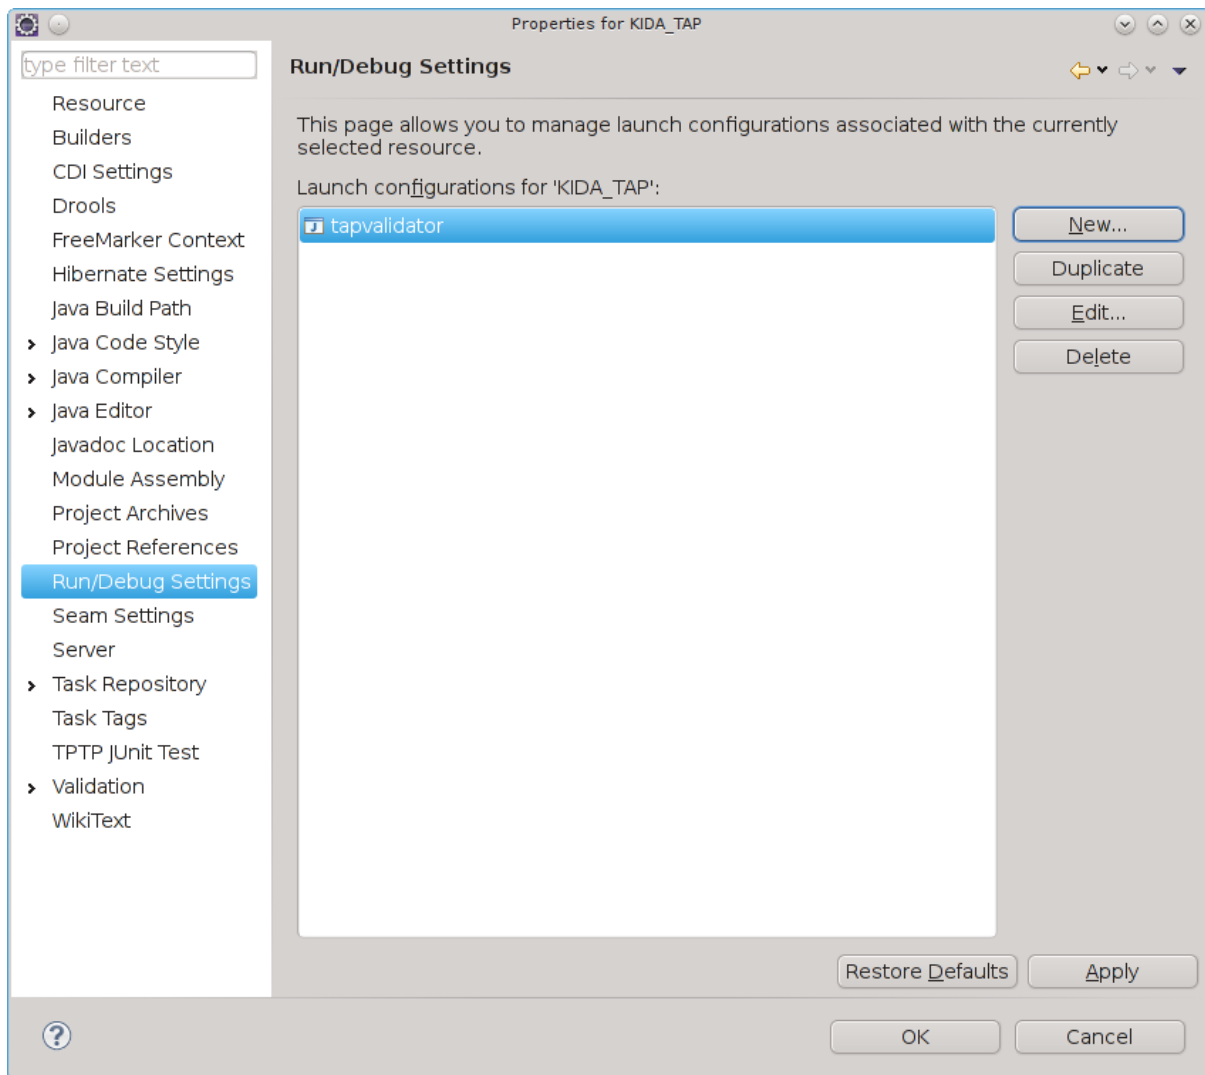 Properties for KIDA_TAP
type filter text
Resource
Builders
CDI Settings
Drools
FreeMarker Context
Hibernate Settings
Java Build Path
Java Code Style
Java Compiler
Java Editor
Javadoc Location
Module Assembly
Project Archives
Project References
Run/Debug Settings
Seam Settings
Server
Task Repository
Task Tags
TPTP JUnit Test
Validation
WikiText
Run/Debug Settings
This page allows you to manage launch configurations associated with the currently
selected resource.
Launch configurations for 'KIDA_TAP':
tapvalidator
New...
Duplicate
Edit...
Delete
Restore Defaults
Apply
OK
Cancel